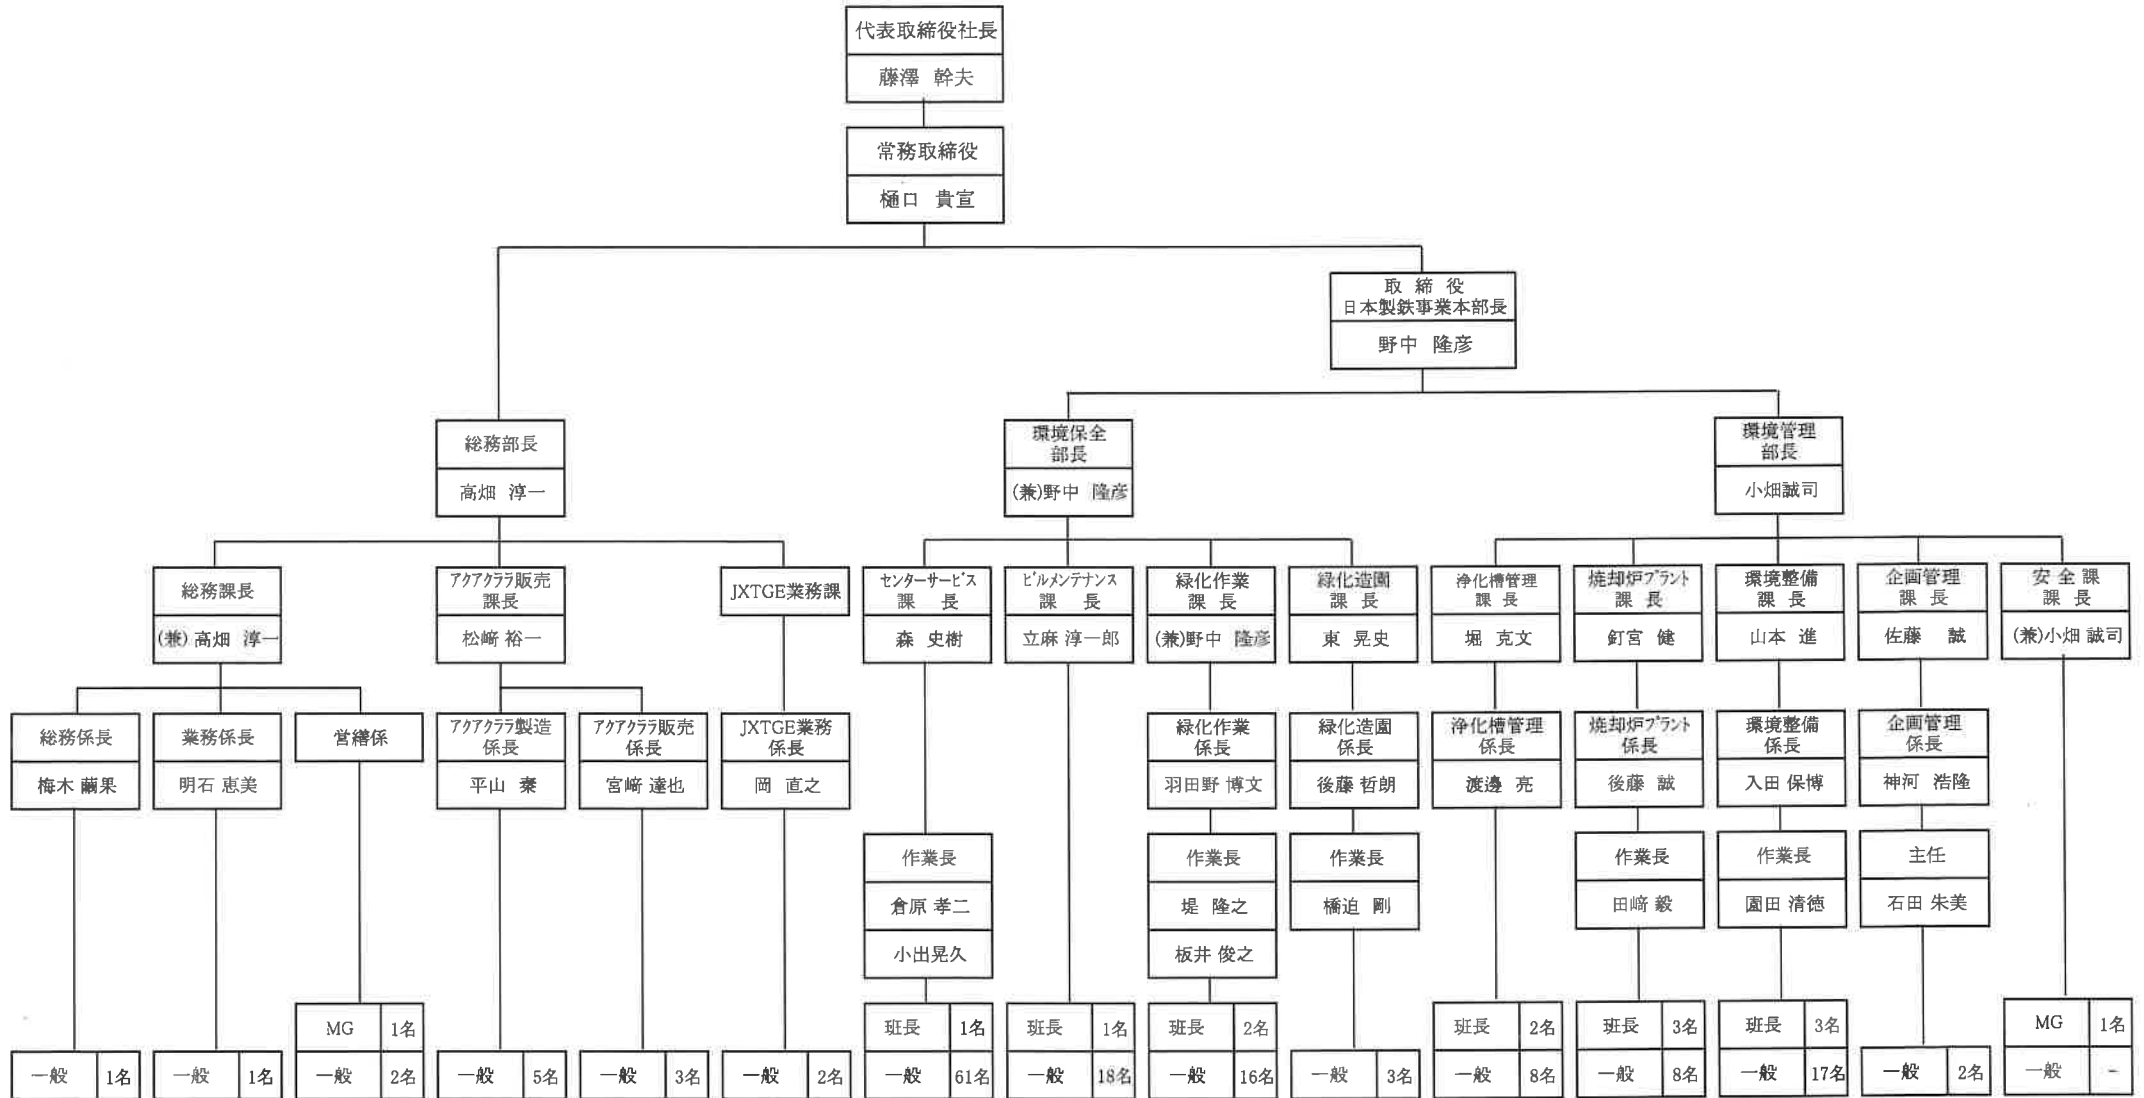 代表取締役社長
藤澤 幹夫
常務取締役
樋口 貴宣
取 締 役
日本製鉄事業本部長
野中 隆彦
総務部長
高畑 淳一
環境保全
部長
(兼)野中 隆彦
環境管理
部長
小畑誠司
総務課長
(兼)高畑 淳一
アクアクララ販売
課長
松﨑 裕一
JXTGE業務課
センターサービス
課 長
森 史樹
ビルメンテナンス
課 長
立麻 淳一郎
緑化作業
課 長
(兼)野中 隆彦
緑化造園
課 長
東 晃史
浄化槽管理
課 長
堀 克文
焼却炉プラント
課 長
釘宮 健
環境整備
課 長
山本 進
企画管理
課 長
佐藤 誠
安 全 課
課 長
(兼)小畑 誠司
総務係長
梅木 繭果
業務係長
明石 恵美
営繕係
アクアクララ製造
係長
平山 秦
アクアクララ販売
係長
宮﨑 達也
JXTGE業務
係長
岡 直之
緑化作業
係長
羽田野 博文
緑化造園
係長
後藤 哲朗
浄化槽管理
係長
渡邊 亮
焼却炉プラント
係長
後藤 誠
環境整備
係長
入田 保博
企画管理
係長
神河 浩隆
作業長
倉原 孝二
小出晃久
作業長
堤 隆之
板井 俊之
作業長
橋迫 剛
作業長
田﨑 毅
作業長
園田 清徳
主任
石田 朱美
MG 1名
班長 1名
班長 1名
班長 2名
班長 2名
班長 3名
班長 3名
MG 1名
一般 1名
一般 1名
一般 2名
一般 5名
一般 3名
一般 2名
一般 61名
一般 18名
一般 16名
一般 3名
一般 8名
一般 8名
一般 17名
一般 2名
一般 -